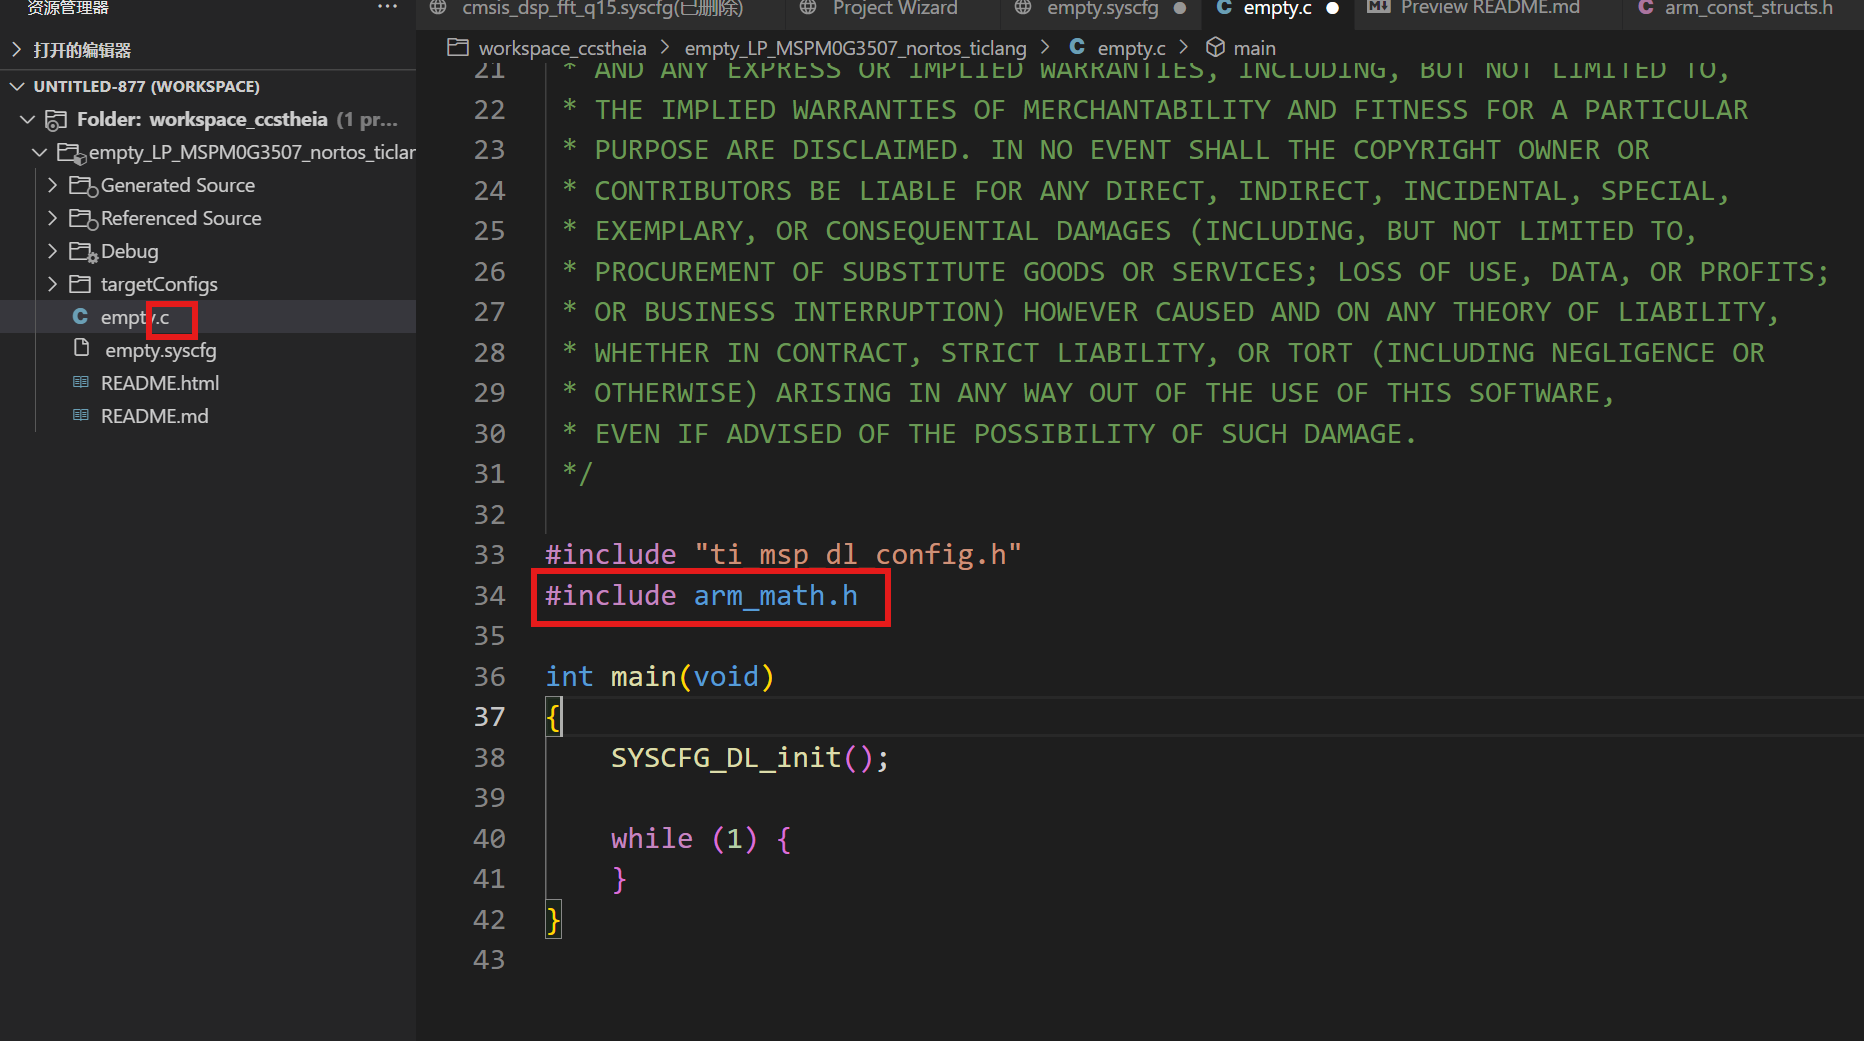 资源管理器 ···
cmsis_dsp_fft_q15.syscfg(已删除) Project Wizard empty.syscfg ● C empty.c ● Preview README.md C arm_const_structs.h
打开的编辑器
workspace_ccstheia > empty_LP_MSPM0G3507_nortos_ticlang > C empty.c > main
UNTITLED-877 (WORKSPACE)
Folder: workspace_ccstheia (1 pr...
empty_LP_MSPM0G3507_nortos_ticlar
Generated Source
Referenced Source
Debug
targetConfigs
C empty.c
empty.syscfg
README.html
README.md
21 * AND ANY EXPRESS OR IMPLIED WARRANTIES, INCLUDING, BUT NOT LIMITED TO,
22 * THE IMPLIED WARRANTIES OF MERCHANTABILITY AND FITNESS FOR A PARTICULAR
23 * PURPOSE ARE DISCLAIMED. IN NO EVENT SHALL THE COPYRIGHT OWNER OR
24 * CONTRIBUTORS BE LIABLE FOR ANY DIRECT, INDIRECT, INCIDENTAL, SPECIAL,
25 * EXEMPLARY, OR CONSEQUENTIAL DAMAGES (INCLUDING, BUT NOT LIMITED TO,
26 * PROCUREMENT OF SUBSTITUTE GOODS OR SERVICES; LOSS OF USE, DATA, OR PROFITS;
27 * OR BUSINESS INTERRUPTION) HOWEVER CAUSED AND ON ANY THEORY OF LIABILITY,
28 * WHETHER IN CONTRACT, STRICT LIABILITY, OR TORT (INCLUDING NEGLIGENCE OR
29 * OTHERWISE) ARISING IN ANY WAY OUT OF THE USE OF THIS SOFTWARE,
30 * EVEN IF ADVISED OF THE POSSIBILITY OF SUCH DAMAGE.
31 */
32
33 #include "ti_msp_dl_config.h"
34 #include arm_math.h
35
36 int main(void)
37 {
38 SYSCFG_DL_init();
39
40 while (1) {
41 }
42 }
43